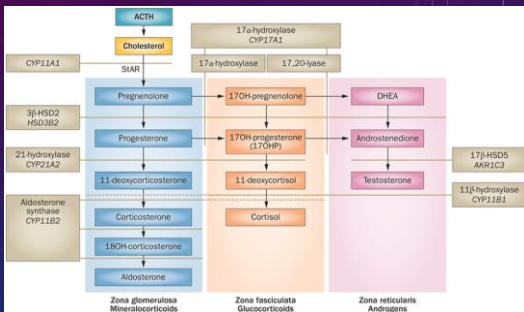 ACTH
17α-hydroxylase
CYP17A1
Cholesterol
CYP11A1
StAR
17α-hydroxylase
17,20-lyase
Pregnenolone
17OH-pregnenolone
DHEA
3β-HSD2
HSD3B2
Progesterone
17OH-progesterone
(17OHP)
Androstenedione
21-hydroxylase
CYP21A2
17β-HSD5
AKR1C3
11-deoxycorticosterone
11-deoxycortisol
Testosterone
11β-hydroxylase
CYP11B1
Aldosterone
synthase
CYP11B2
Corticosterone
Cortisol
18OH-corticosterone
Aldosterone
Zona glomerulosa
Mineralocorticoids
Zona fasciculata
Glucocorticoids
Zona reticularis
Androgens